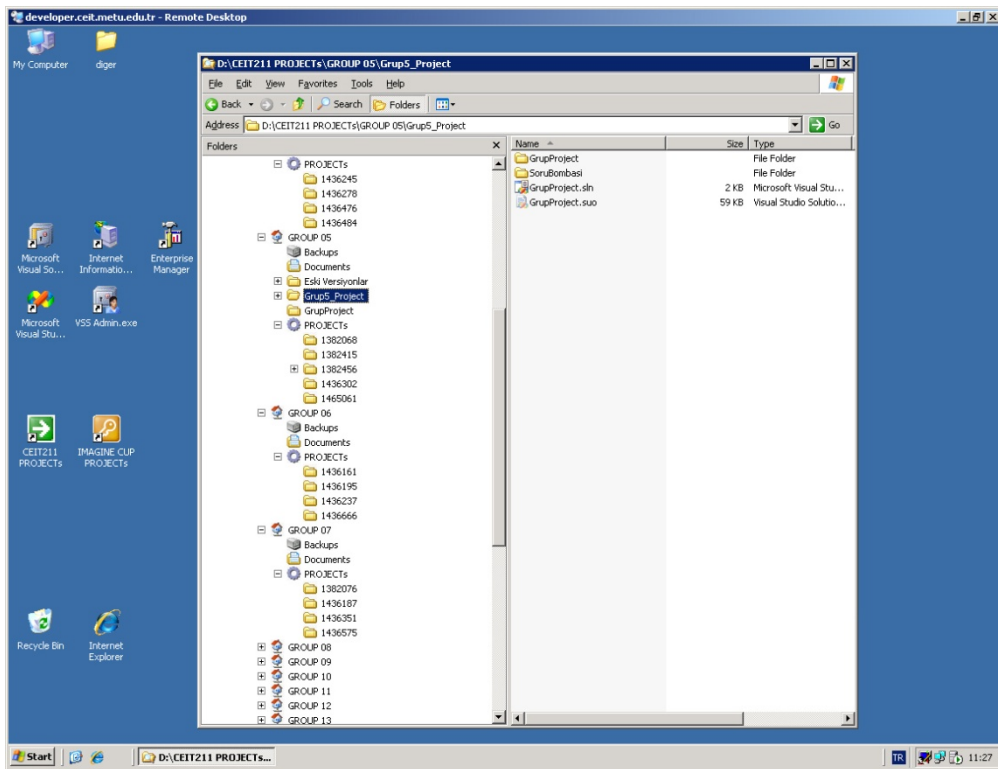 developer.ceit.metu.edu.tr - Remote Desktop
My Computer
diger
D:\CEIT211 PROJECTs\GROUP 05\Grup5_Project
File Edit View Favorites Tools Help
Back Search Folders
Address D:\CEIT211 PROJECTs\GROUP 05\Grup5_Project Go
Folders
Name Size Type
GrupProject File Folder
SoruBombasi File Folder
GrupProject.sln 2 KB Microsoft Visual Stu...
GrupProject.suo 59 KB Visual Studio Solutio...
PROJECTs
1436245
1436278
1436476
1436484
GROUP 05
Backups
Documents
Eski Versiyonlar
Grup5_Project
GrupProject
PROJECTs
1382068
1382415
1382456
1436302
1465061
GROUP 06
Backups
Documents
PROJECTs
1436161
1436195
1436237
1436666
GROUP 07
Backups
Documents
PROJECTs
1382076
1436187
1436351
1436575
GROUP 08
GROUP 09
GROUP 10
GROUP 11
GROUP 12
GROUP 13
Microsoft
Visual So...
Internet
Informatio...
Enterprise
Manager
Microsoft
Visual Stu...
VSS Admin.exe
CEIT211
PROJECTs
IMAGINE CUP
PROJECTs
Recycle Bin
Internet
Explorer
Start
D:\CEIT211 PROJECTs...
TR
11:27